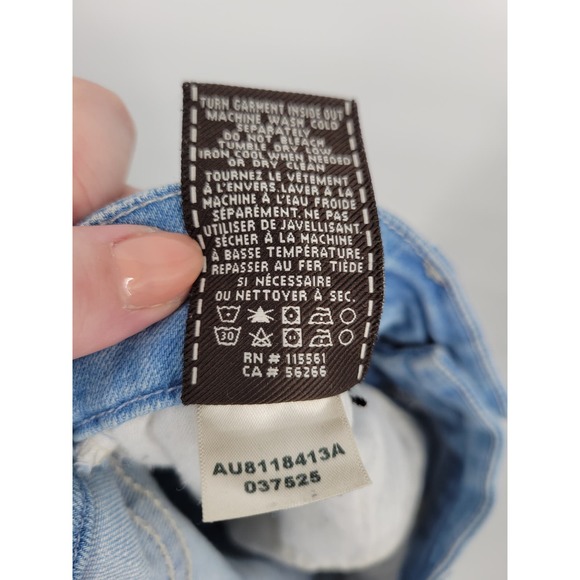 TURN GARMENT INSIDE OUT
MACHINE WASH COLD
SEPARATELY
DO NOT BLEACH
TUMBLE DRY LOW
IRON COOL WHEN NEEDED
OR DRY CLEAN
TOURNEZ LE VÊTEMENT
À L'ENVERS. LAVER À LA
MACHINE À L'EAU FROIDE
SÉPARÉMENT. NE PAS
UTILISER DE JAVELLISANT.
SÉCHER À LA MACHINE
À BASSE TEMPÉRATURE.
REPASSER AU FER TIÈDE
SI NÉCESSAIRE
OU NETTOYER À SEC.
30
RN # 115561
CA # 56266
AU8118413A
037525